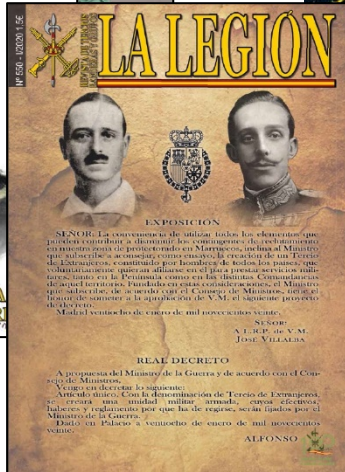 Nº 550 - I/2020 1.5€
LA LEGIÓN
EXPOSICIÓN
SEÑOR: La conveniencia de utilizar todos los elementos que
pueden contribuir a disminuir los contingentes de reclutamiento
en nuestra zona de protectorado en Marruecos, inclina al Ministro
que subscribe a aconsejar, como ensayo, la creación de un Tercio
de Extranjeros, constituido por hombres de todos los países, que
voluntariamente quieran afiliarse en él para prestar servicios mili-
tares, tanto en la Península como en las distintas Comandancias
de aquel territorio. Fundado en estas consideraciones, el Ministro
que subscribe, de acuerdo con el Consejo de Ministros, tiene el
honor de someter a la aprobación de V.M. el siguiente proyecto
de decreto.
Madrid veintiocho de enero de mil novecientos veinte.
SEÑOR:
A L.R.P. de V.M.
JOSÉ VILLALBA
REAL DECRETO
A propuesta del Ministro de la Guerra y de acuerdo con el Con-
sejo de Ministros,
Vengo en decretar lo siguiente:
Artículo único. Con la denominación de Tercio de Extranjeros,
se creará una unidad militar armada, cuyos efectivos,
haberes y reglamento por que ha de regirse, serán fijados por el
Ministro de la Guerra.
Dado en Palacio a veintiocho de enero de mil novecientos
veinte.
ALFONSO